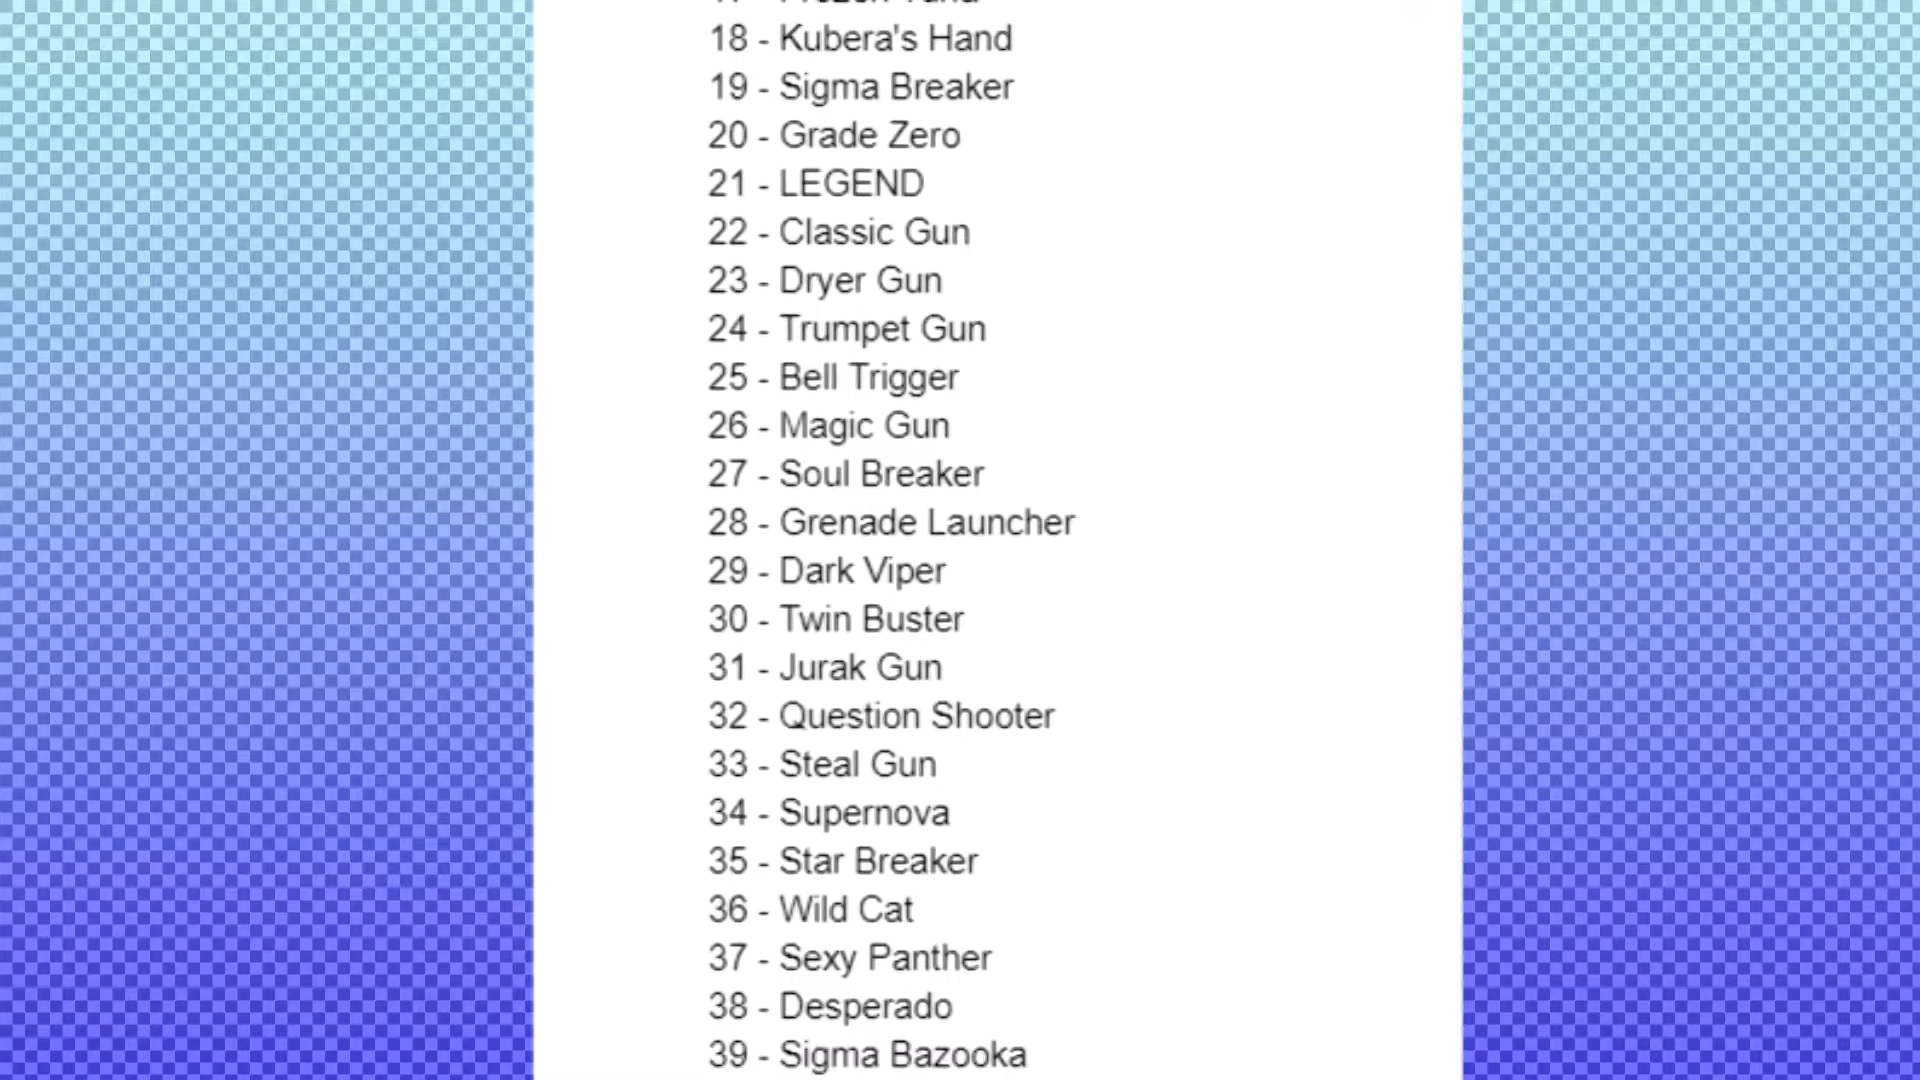 18 - Kubera's Hand
19 - Sigma Breaker
20 - Grade Zero
21 - LEGEND
22 - Classic Gun
23 - Dryer Gun
24 - Trumpet Gun
25 - Bell Trigger
26 - Magic Gun
27 - Soul Breaker
28 - Grenade Launcher
29 - Dark Viper
30 - Twin Buster
31 - Jurak Gun
32 - Question Shooter
33 - Steal Gun
34 - Supernova
35 - Star Breaker
36 - Wild Cat
37 - Sexy Panther
38 - Desperado
39 - Sigma Bazooka